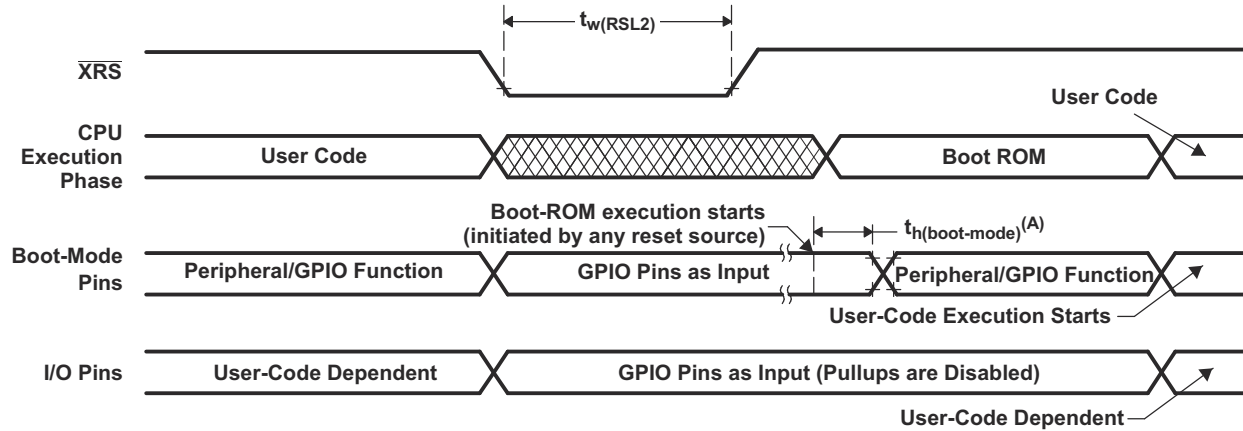 tw(RSL2)
XRS
User Code
CPU
Execution
Phase
User Code
Boot ROM
Boot-ROM execution starts
(initiated by any reset source)
th(boot-mode)(A)
Boot-Mode
Pins
Peripheral/GPIO Function
GPIO Pins as Input
Peripheral/GPIO Function
User-Code Execution Starts
I/O Pins
User-Code Dependent
GPIO Pins as Input (Pullups are Disabled)
User-Code Dependent